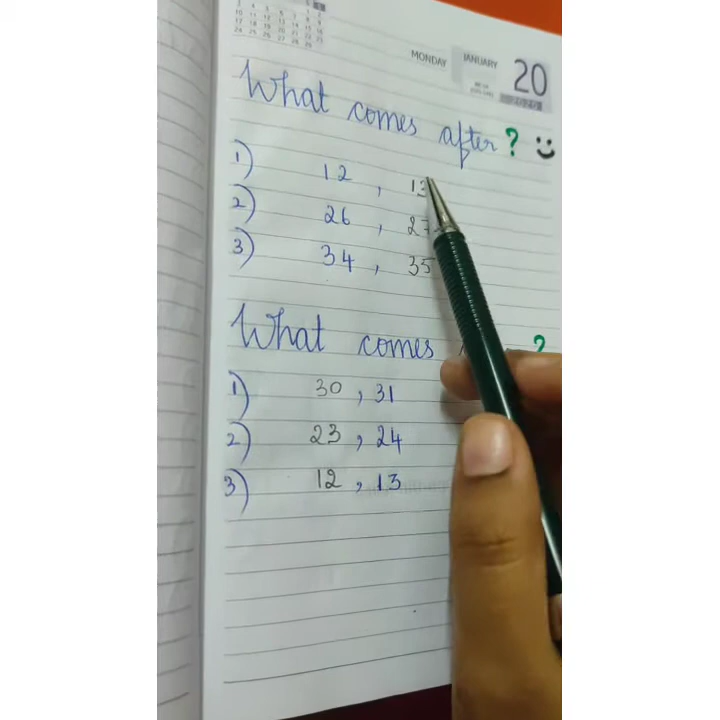 MONDAY JANUARY 20
What comes after ?
1) 12 , 13
2) 26 , 27
3) 34 , 35
What comes ?
1) 30 , 31
2) 23 , 24
3) 12 , 13